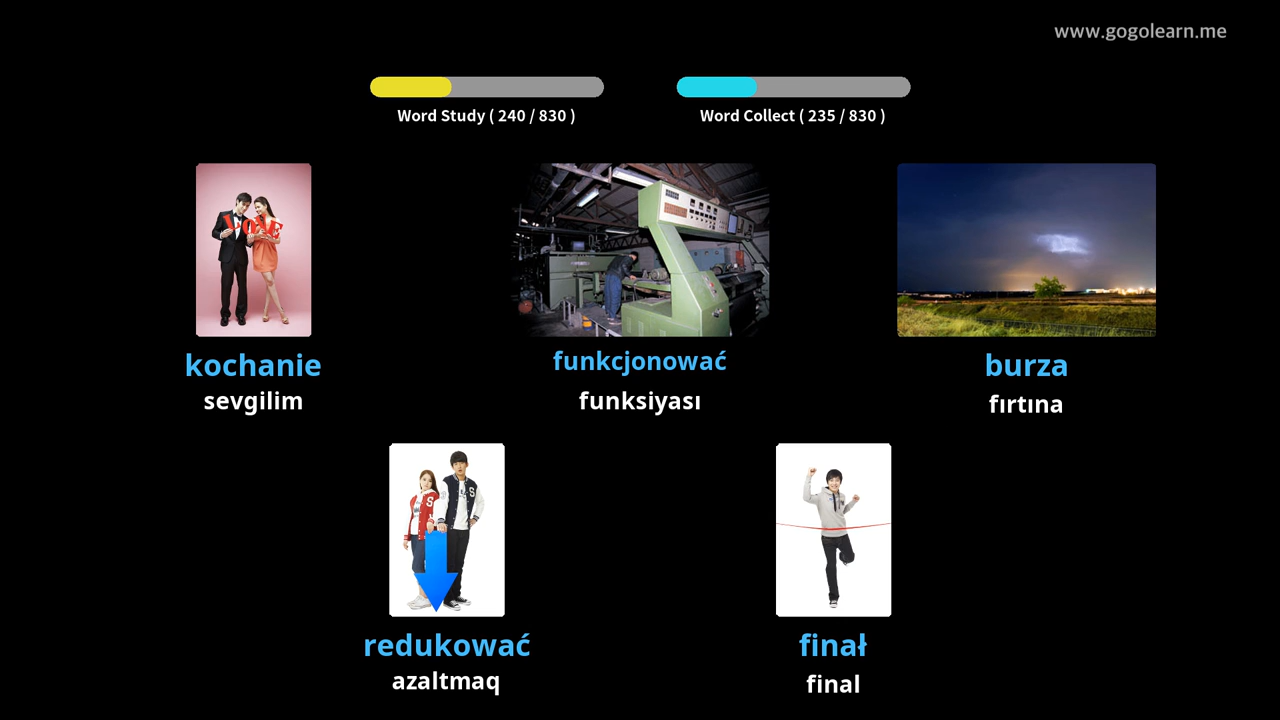 www.gogolearn.me
Word Study ( 240 / 830 )
Word Collect ( 235 / 830 )
kochanie
sevgilim
funkcjonować
funksiyası
burza
fırtına
redukować
azaltmaq
finał
final